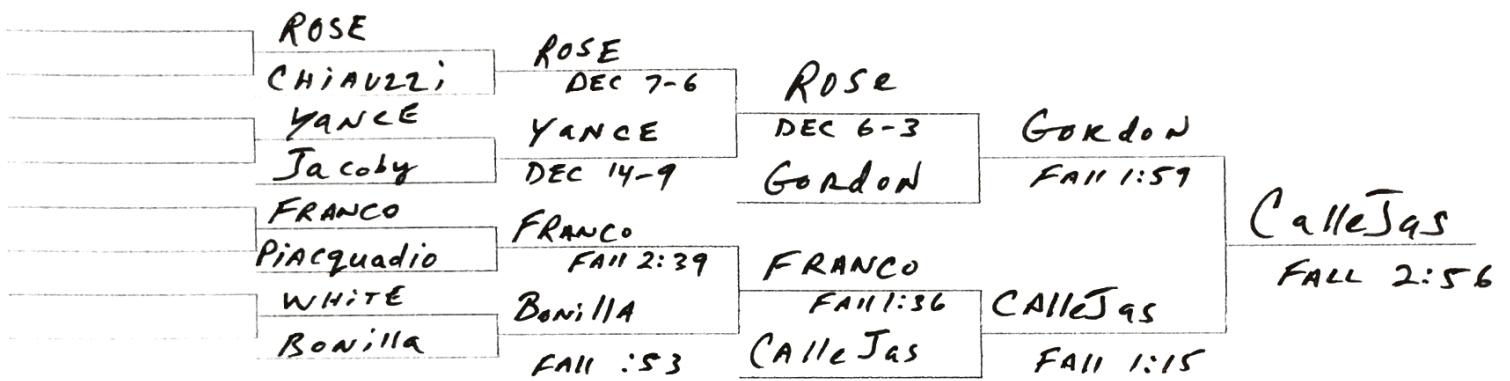 ROSE
CHiAUZZi
YANCE
Jacoby
FRANCO
PiAcquadio
WHiTE
Bonilla
ROSE
DEC 7-6
YANCE
DEC 14-9
FRANCO
FAll 2:39
BoNillA
FAll :53
ROSe
DEC 6-3
GoRdoN
FRANCO
FAll 1:36
CAlleJas
GoRdoN
FAll 1:59
CAlleJas
FAll 1:15
CalleJas
FALL 2:56